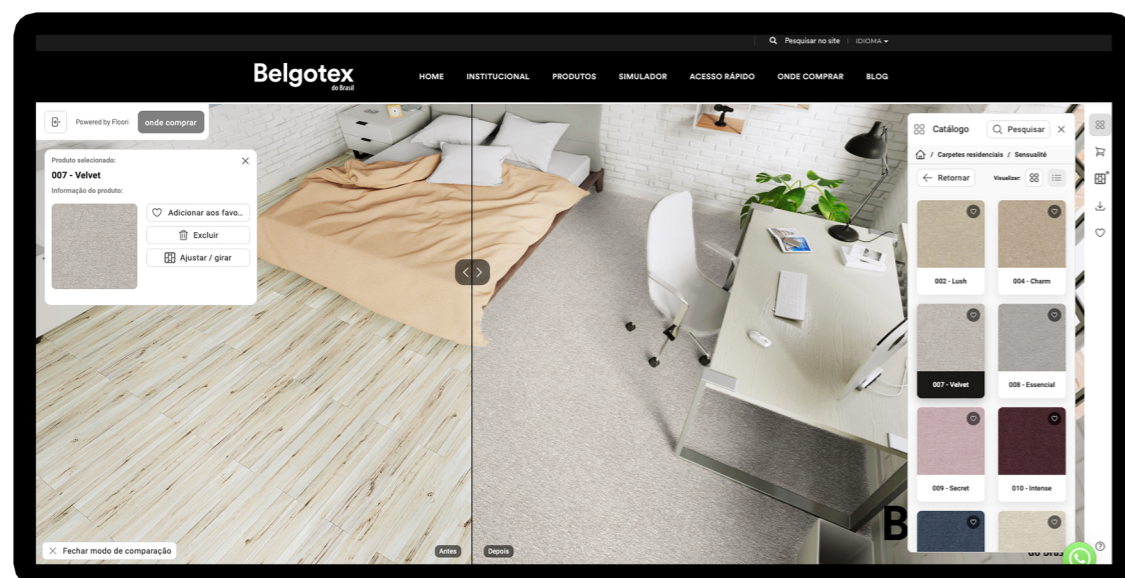 Pesquisar no site
IDIOMA
Belgotex
do Brasil
HOME INSTITUCIONAL PRODUTOS SIMULADOR ACESSO RÁPIDO ONDE COMPRAR BLOG
Powered by Floori
onde comprar
Produto selecionado:
007 - Velvet
Informação do produto:
Adicionar aos favo...
Excluir
Ajustar / girar
Fechar modo de comparação
Antes
Depois
Catálogo
Pesquisar
/ Carpetes residenciais / Sensualité
Retornar
Visualizar:
002 - Lush
004 - Charm
007 - Velvet
008 - Essencial
009 - Secret
010 - Intense
B